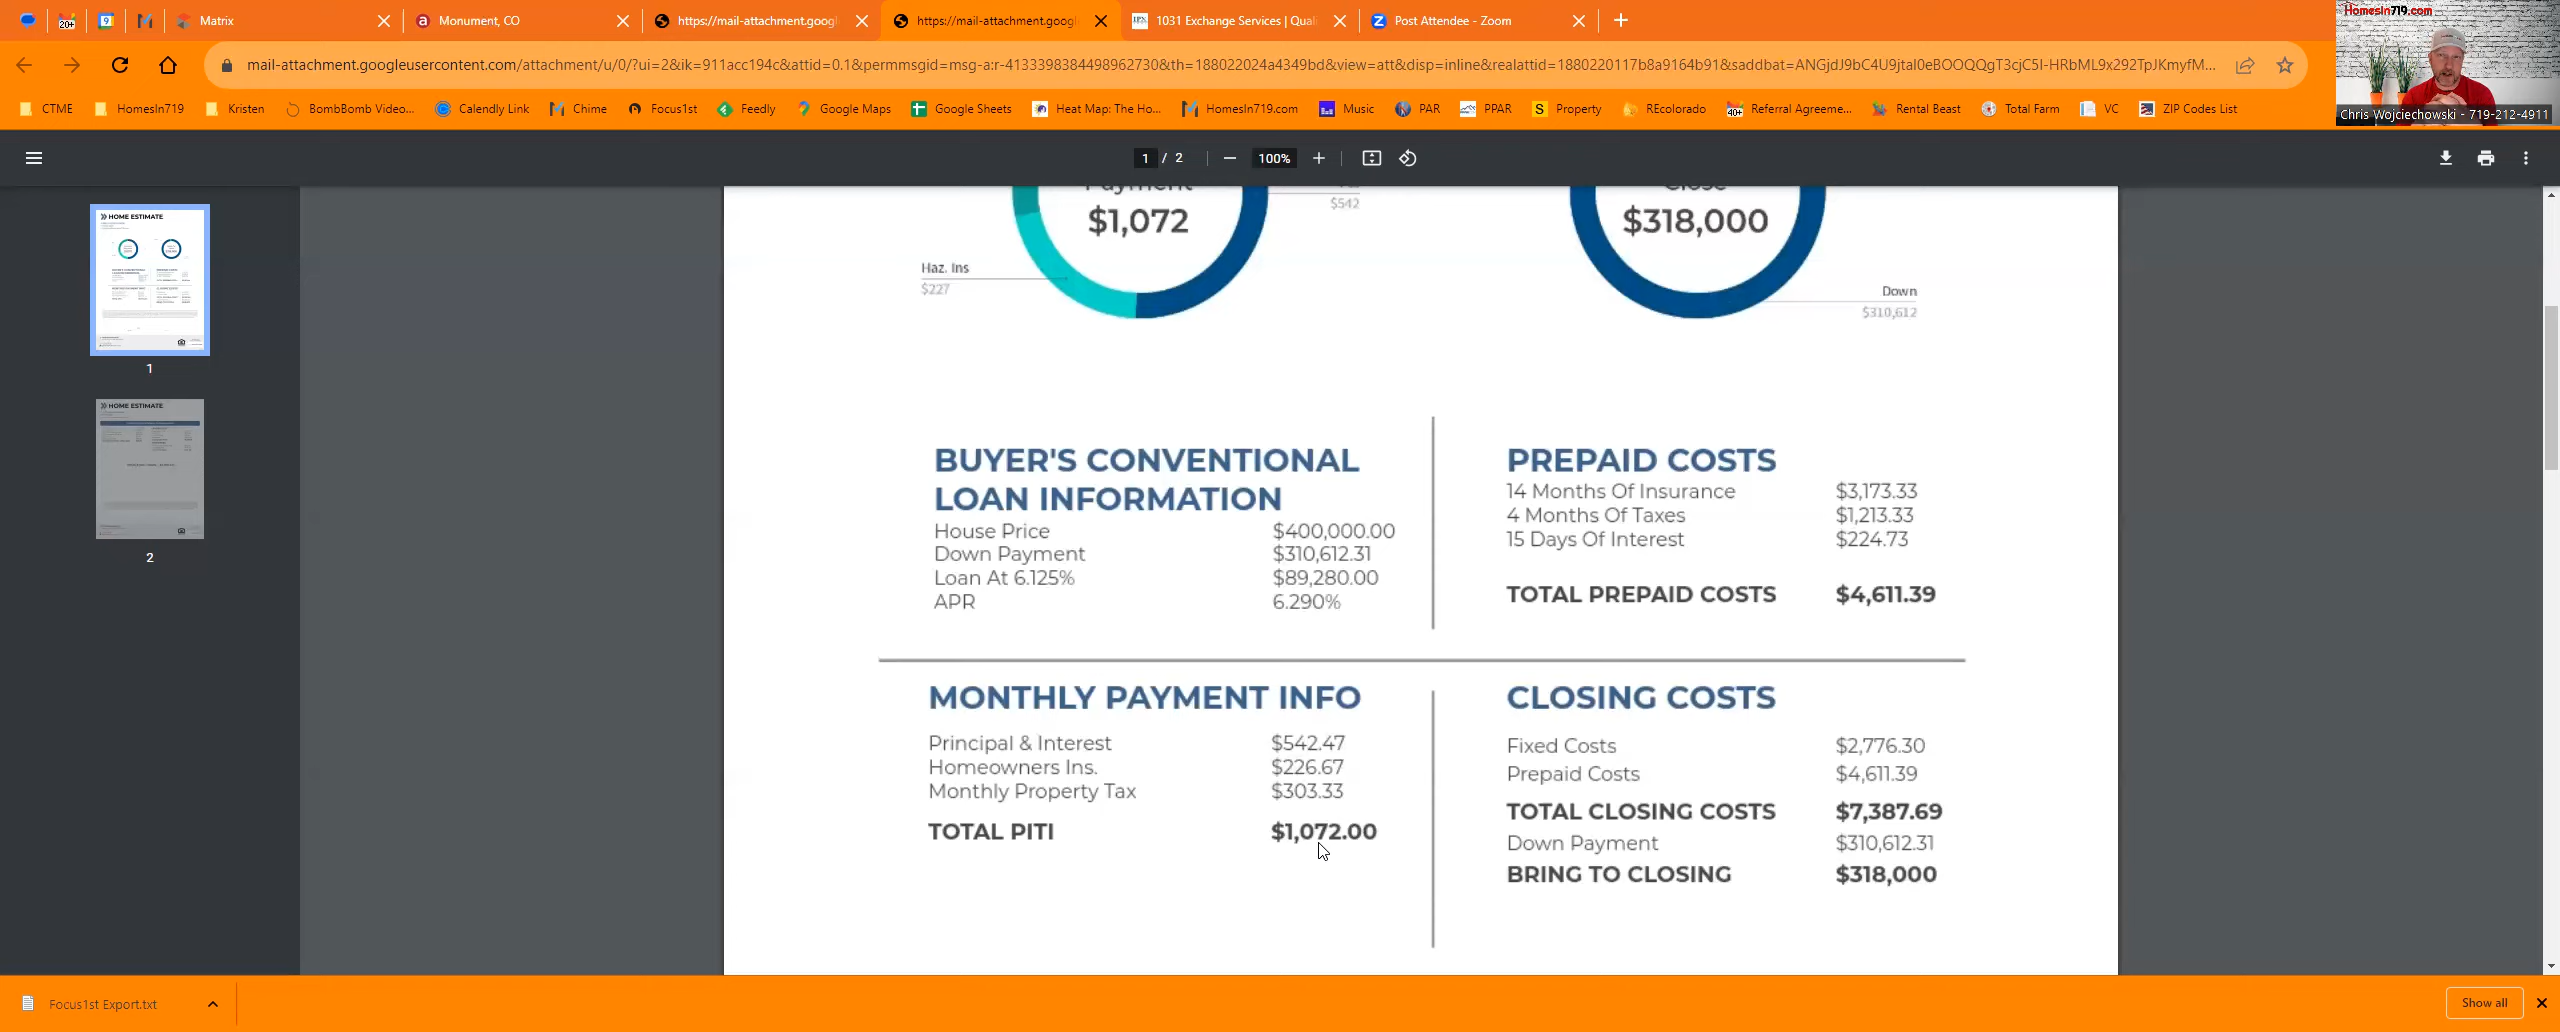 Matrix
Monument, CO
https://mail-attachment.googl
https://mail-attachment.googl
1031 Exchange Services | Quali
Post Attendee - Zoom
HomesIn719.com
mail-attachment.googleusercontent.com/attachment/u/0/?ui=2&ik=911acc194c&attid=0.1&permmsgid=msg-a:r-4133398384498962730&th=188022024a4349bd&view=att&disp=inline&realattid=1880220117b8a9164b91&saddbat=ANGjdJ9bC4U9jtal0eBOOQQgT3cjC5I-HRbML9x292TpJKmyfM...
CTME HomesIn719 Kristen BombBomb Video... Calendly Link Chime Focus1st Feedly Google Maps Google Sheets Heat Map: The Ho... HomesIn719.com Music PAR PPAR Property REcolorado Referral Agreeme... Rental Beast Total Farm VC ZIP Codes List
Chris Wojciechowski - 719-212-4911
1 / 2 100%
HOME ESTIMATE
1
HOME ESTIMATE
2
Payment
$1,072
$542
Haz. Ins
$227
Close
$318,000
Down
$310,612
BUYER'S CONVENTIONAL
LOAN INFORMATION
House Price $400,000.00
Down Payment $310,612.31
Loan At 6.125% $89,280.00
APR 6.290%
PREPAID COSTS
14 Months Of Insurance $3,173.33
4 Months Of Taxes $1,213.33
15 Days Of Interest $224.73
TOTAL PREPAID COSTS $4,611.39
MONTHLY PAYMENT INFO
Principal & Interest $542.47
Homeowners Ins. $226.67
Monthly Property Tax $303.33
TOTAL PITI $1,072.00
CLOSING COSTS
Fixed Costs $2,776.30
Prepaid Costs $4,611.39
TOTAL CLOSING COSTS $7,387.69
Down Payment $310,612.31
BRING TO CLOSING $318,000
Focus1st Export.txt
Show all